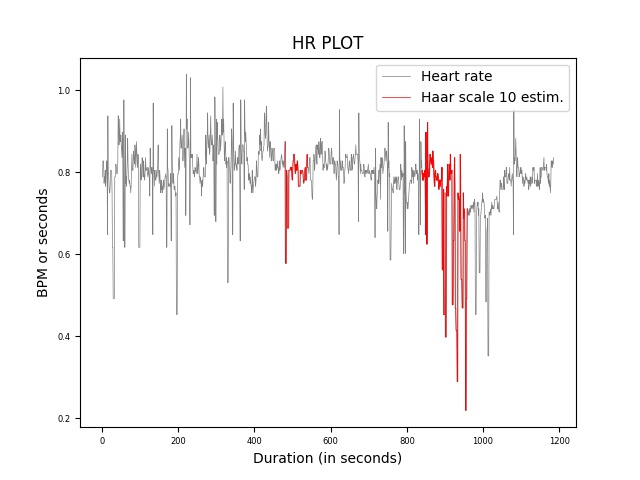 HR PLOT
Heart rate
Haar scale 10 estim.
BPM or seconds
1.0
0.8
0.6
0.4
0.2
0 200 400 600 800 1000 1200
Duration (in seconds)